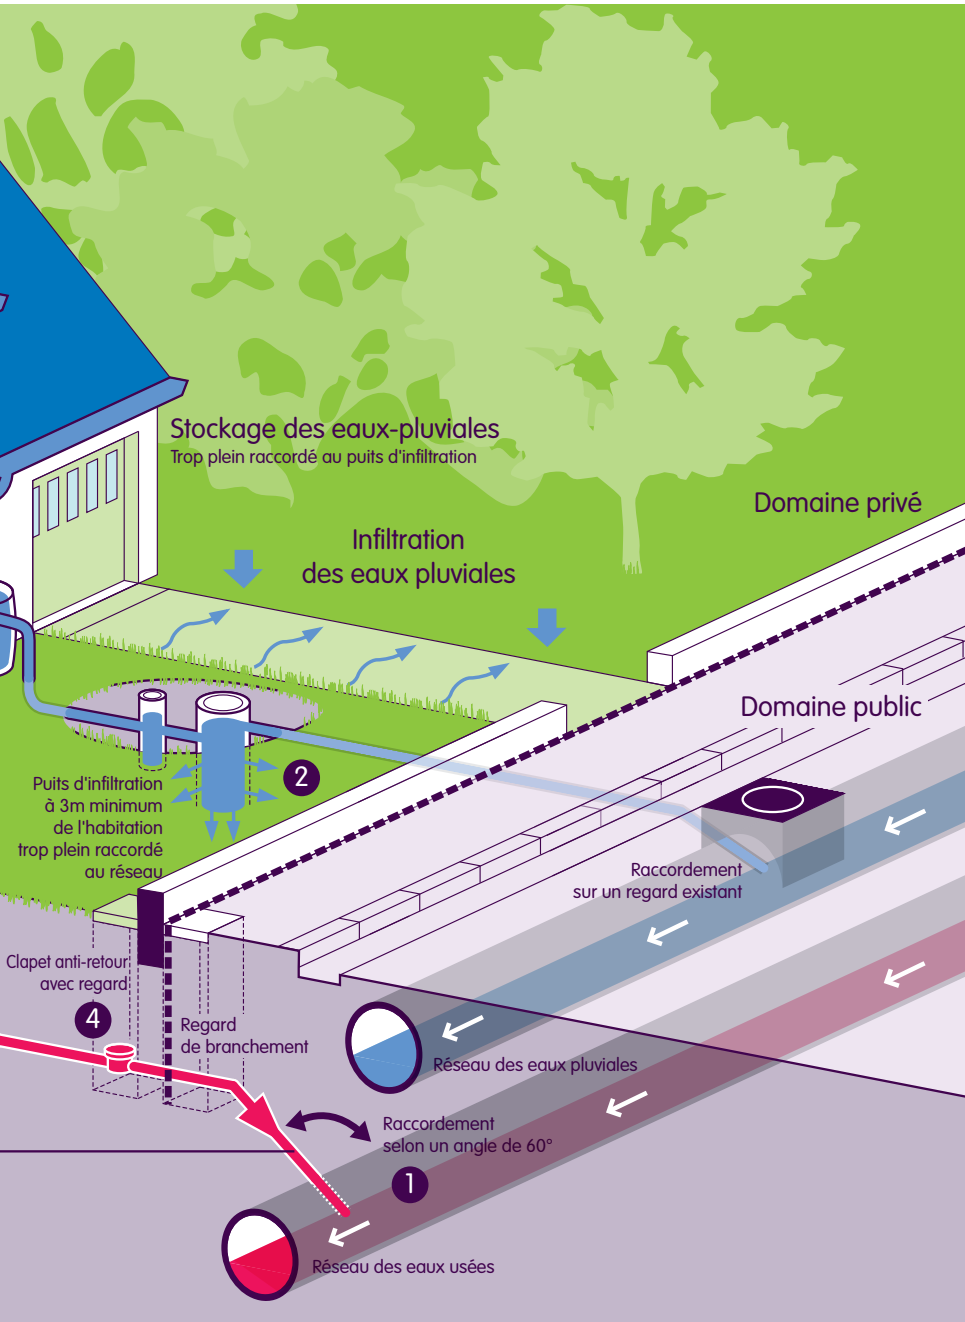 Stockage des eaux-pluviales
Trop plein raccordé au puits d'infiltration
Domaine privé
Infiltration
des eaux pluviales
Domaine public
2
Puits d'infiltration
à 3m minimum
de l'habitation
trop plein raccordé
au réseau
Raccordement
sur un regard existant
Clapet anti-retour
avec regard
4
Regard
de branchement
Réseau des eaux pluviales
Raccordement
selon un angle de 60°
1
Réseau des eaux usées